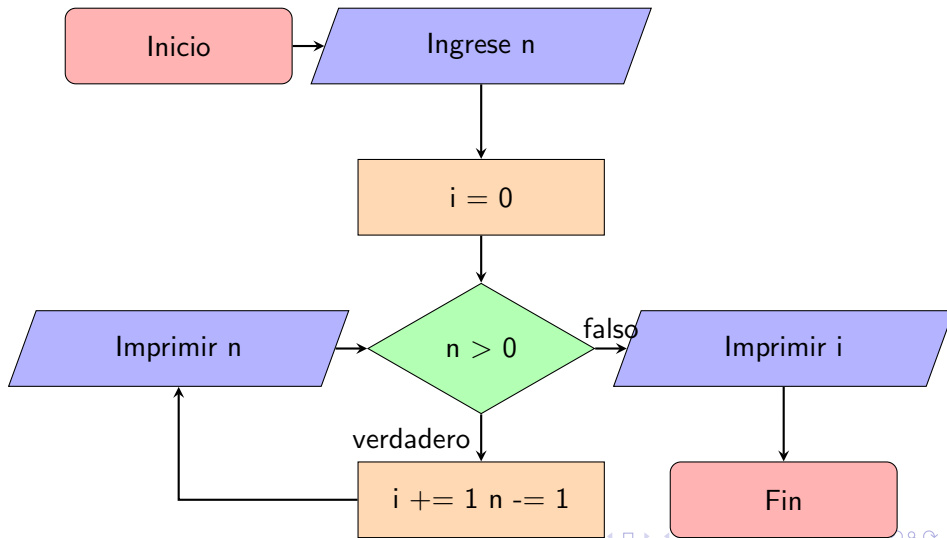 Inicio
Ingrese n
i = 0
n > 0
falso
Imprimir n
Imprimir i
verdadero
i += 1 n -= 1
Fin